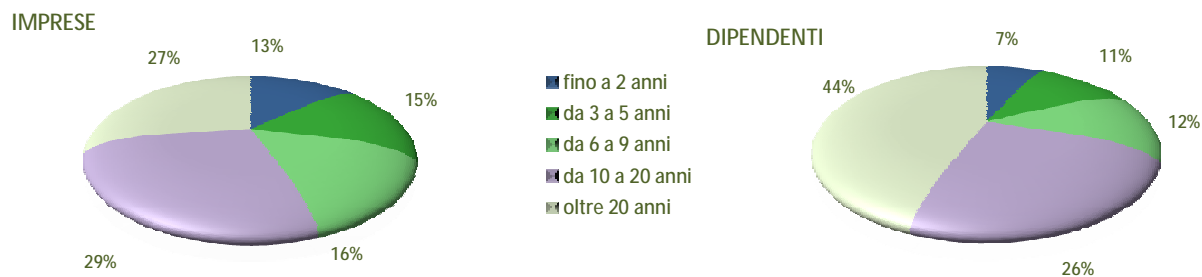 IMPRESE
13%
27%
15%
29%
16%
fino a 2 anni
da 3 a 5 anni
da 6 a 9 anni
da 10 a 20 anni
oltre 20 anni
DIPENDENTI
7%
11%
44%
12%
26%